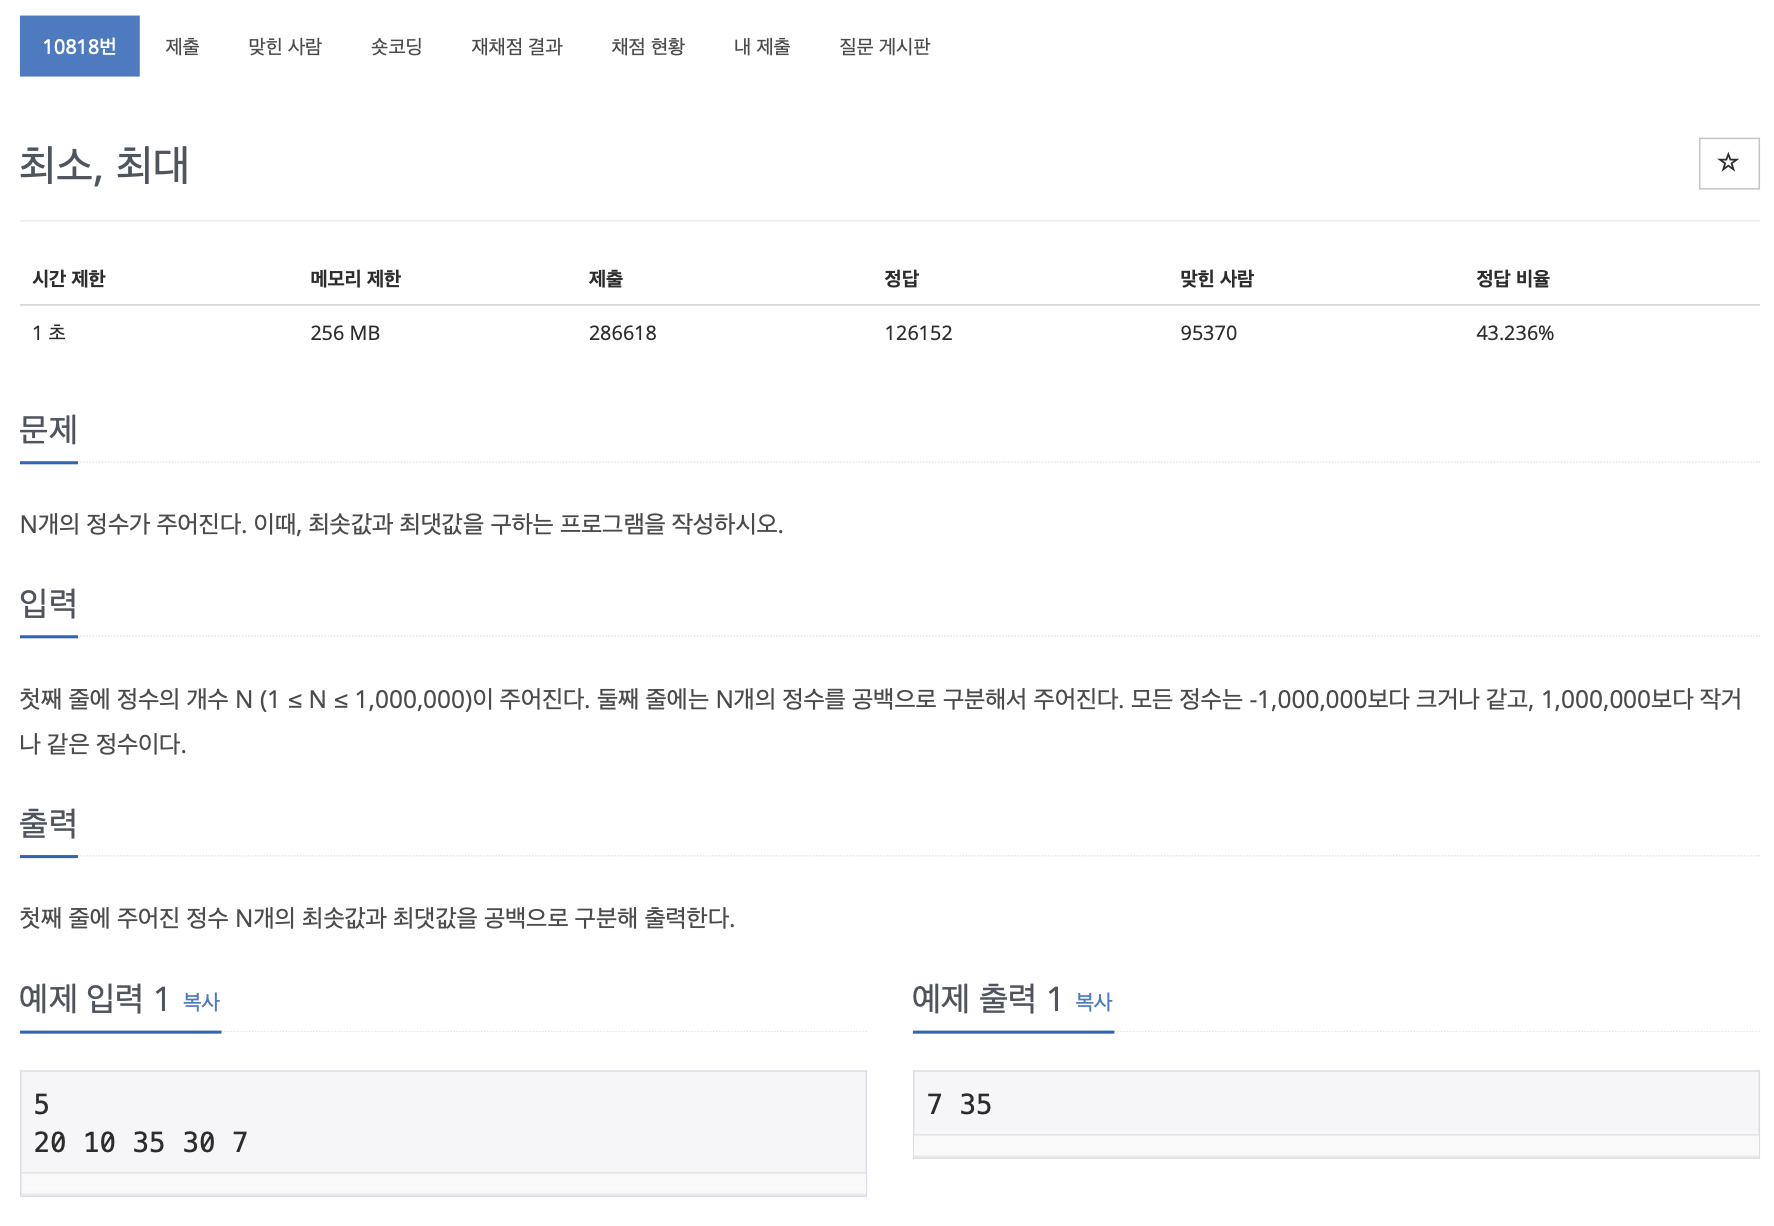 10818번 제출 맞힌 사람 숏코딩 재채점 결과 채점 현황 내 제출 질문 게시판
최소, 최대
시간 제한 메모리 제한 제출 정답 맞힌 사람 정답 비율
1 초 256 MB 286618 126152 95370 43.236%
문제
N개의 정수가 주어진다. 이때, 최솟값과 최댓값을 구하는 프로그램을 작성하시오.
입력
첫째 줄에 정수의 개수 N (1 ≤ N ≤ 1,000,000)이 주어진다. 둘째 줄에는 N개의 정수를 공백으로 구분해서 주어진다. 모든 정수는 -1,000,000보다 크거나 같고, 1,000,000보다 작거
나 같은 정수이다.
출력
첫째 줄에 주어진 정수 N개의 최솟값과 최댓값을 공백으로 구분해 출력한다.
예제 입력 1 복사
5
20 10 35 30 7
예제 출력 1 복사
7 35